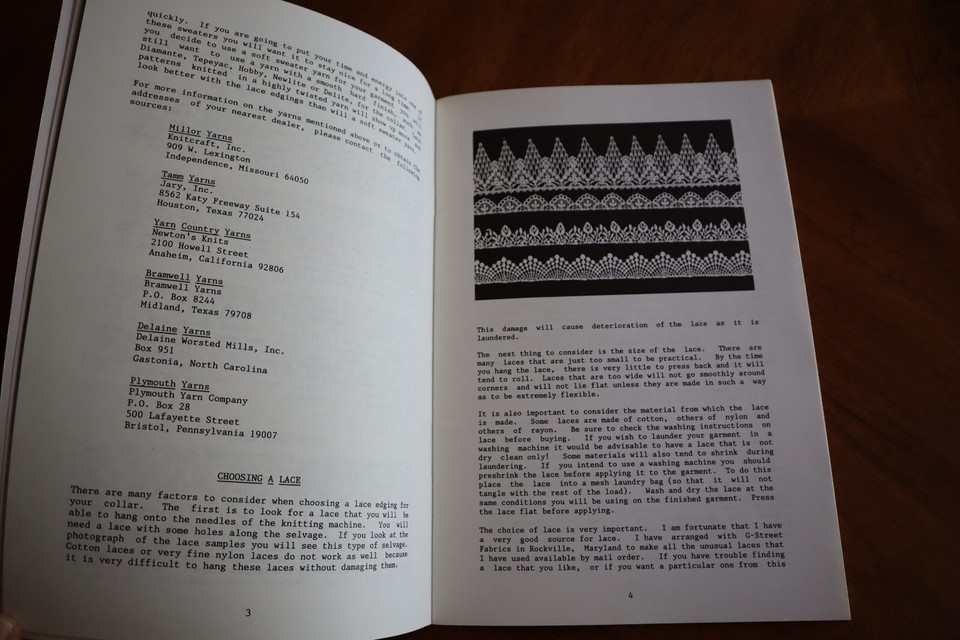 quickly. If you are going to put your time and energy into one of
these sweaters you will want it to stay nice for a long time. If
you decide to use a soft sweater yarn for your garment, you will
still want to use a yarn with a smooth hard finish, such as
Diamante, Tepeyac, Hobby, Newlite or Delite, for the collar.
patterns knitted in a highly twisted yarn will show up more and
look better with the lace edgings than will a soft sweater yarn.
For more information on the yarns mentioned above or to obtain the
addresses of your nearest dealer, please contact the following
sources:
Millor Yarns
Knitcraft, Inc.
909 W. Lexington
Independence, Missouri 64050
Tamm Yarns
Jary, Inc.
8562 Katy Freeway Suite 154
Houston, Texas 77024
Yarn Country Yarns
Newton's Knits
2100 Howell Street
Anaheim, California 92806
Bramwell Yarns
Bramwell Yarns
P.O. Box 8244
Midland, Texas 79708
Delaine Yarns
Delaine Worsted Mills, Inc.
Box 951
Gastonia, North Carolina
Plymouth Yarns
Plymouth Yarn Company
P.O. Box 28
500 Lafayette Street
Bristol, Pennsylvania 19007
CHOOSING A LACE
There are many factors to consider when choosing a lace edging for
your collar. The first is to look for a lace that you will be
able to hang onto the needles of the knitting machine. You will
need a lace with some holes along the selvage. If you look at the
photograph of the lace samples you will see this type of selvage.
Cotton laces or very fine nylon laces do not work as well because
it is very difficult to hang these laces without damaging them.
3
This damage will cause deterioration of the lace as it is
laundered.
The next thing to consider is the size of the lace. There are
many laces that are just too small to be practical. By the time
you hang the lace, there is very little to press back and it will
tend to roll. Laces that are too wide will not go smoothly around
corners and will not lie flat unless they are made in such a way
as to be extremely flexible.
It is also important to consider the material from which the lace
is made. Some laces are made of cotton, others of nylon and
others of rayon. Be sure to check the washing instructions on
lace before buying. If you wish to launder your garment in a
washing machine it would be advisable to have a lace that is not
dry clean only! Some materials will also tend to shrink during
laundering. If you intend to use a washing machine you should
preshrink the lace before applying it to the garment. To do this
place the lace into a mesh laundry bag (so that it will not
tangle with the rest of the load). Wash and dry the lace at the
same conditions you will be using on the finished garment. Press
the lace flat before applying.
The choice of lace is very important. I am fortunate that I have
a very good source for lace. I have arranged with G-Street
Fabrics in Rockville, Maryland to make all the unusual laces that
I have used available by mail order. If you have trouble finding
a lace that you like, or if you want a particular one from this
4